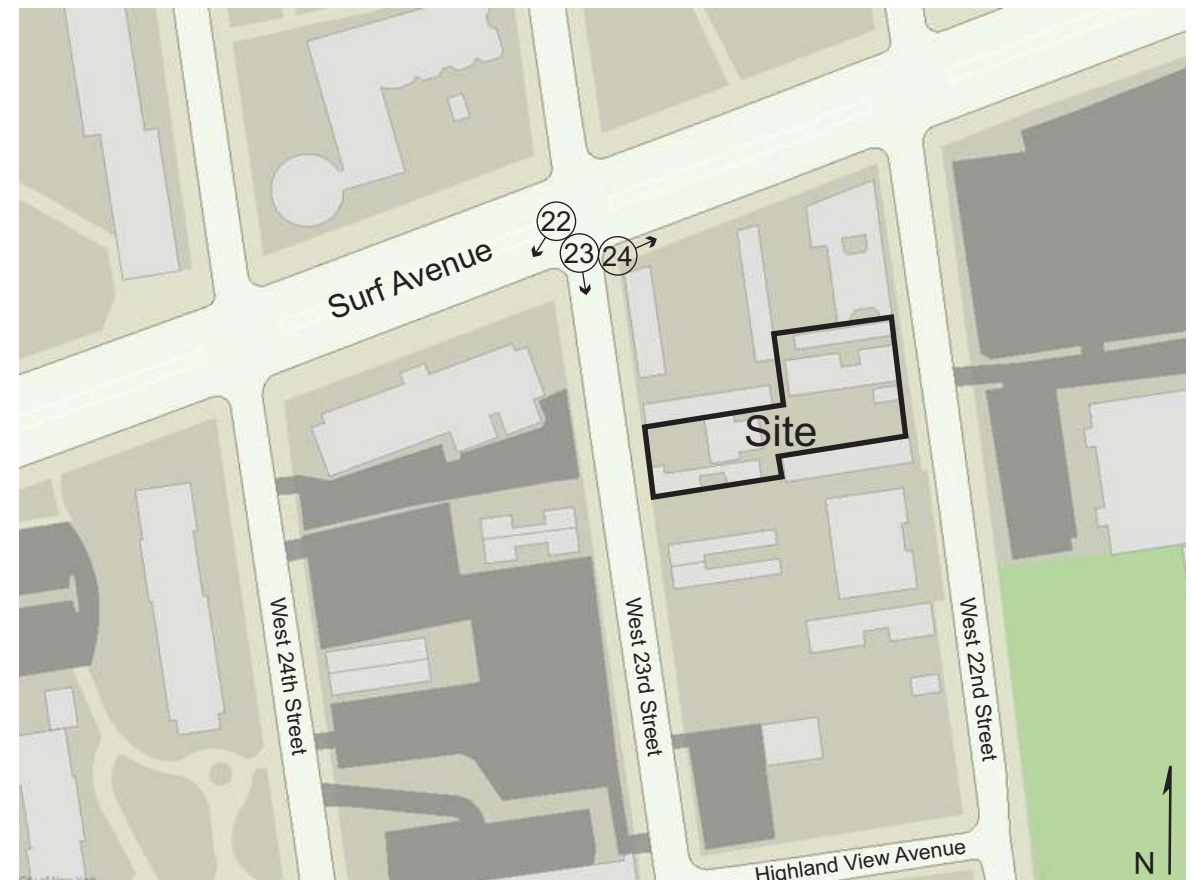 22
23
24
Surf Avenue
Site
West 24th Street
West 23rd Street
West 22nd Street
Highland View Avenue
N